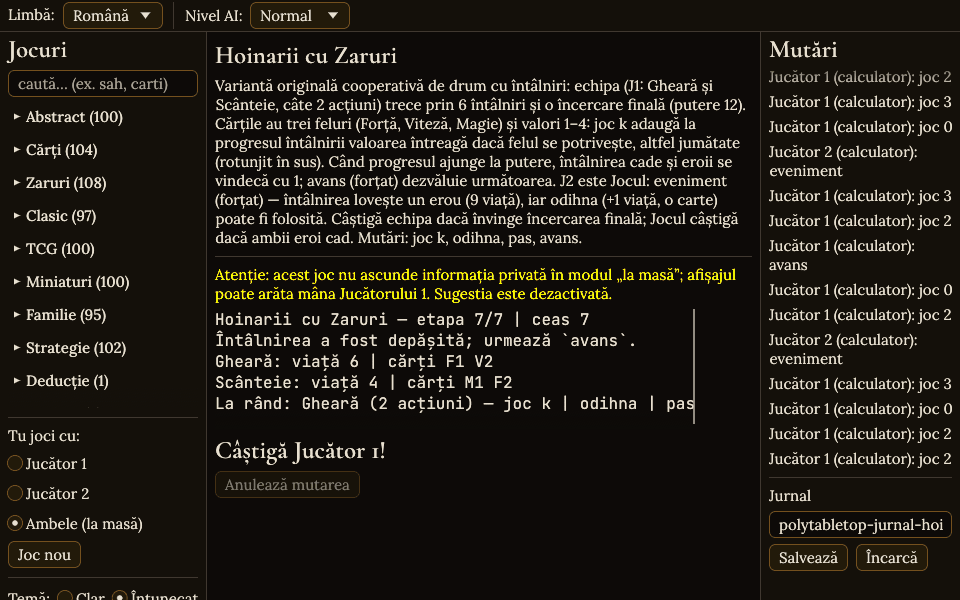 Limbă: Română ▼ Nivel AI: Normal ▼
Jocuri
caută... (ex. sah, carti)
▸ Abstract (100)
▸ Cărți (104)
▸ Zaruri (108)
▸ Clasic (97)
▸ TCG (100)
▸ Miniaturi (100)
▸ Familie (95)
▸ Strategie (102)
▸ Deducție (1)
Tu joci cu:
Jucător 1
Jucător 2
Ambele (la masă)
Joc nou
Temă: Clar Întunecat
Hoinarii cu Zaruri
Variantă originală cooperativă de drum cu întâlniri: echipa (J1: Gheară și
Scânteie, câte 2 acțiuni) trece prin 6 întâlniri și o încercare finală (putere 12).
Cărțile au trei feluri (Forță, Viteză, Magie) și valori 1–4: joc k adaugă la
progresul întâlnirii valoarea întreagă dacă felul se potrivește, altfel jumătate
(rotunjit în sus). Când progresul ajunge la putere, întâlnirea cade și eroii se
vindecă cu 1; avans (forțat) dezvăluie următoarea. J2 este Jocul: eveniment
(forțat) — întâlnirea lovește un erou (9 viață), iar odihna (+1 viață, o carte)
poate fi folosită. Câștigă echipa dacă învinge încercarea finală; Jocul câștigă
dacă ambii eroi cad. Mutări: joc k, odihna, pas, avans.
Atenție: acest joc nu ascunde informația privată în modul „la masă”; afișajul
poate arăta mâna Jucătorului 1. Sugestia este dezactivată.
Hoinarii cu Zaruri — etapa 7/7 | ceas 7
Întâlnirea a fost depășită; urmează `avans`.
Gheară: viață 6 | cărți F1 V2
Scânteie: viață 4 | cărți M1 F2
La rând: Gheară (2 acțiuni) — joc k | odihna | pas
Câștigă Jucător 1!
Anulează mutarea
Mutări
Jucător 1 (calculator): joc 2
Jucător 1 (calculator): joc 3
Jucător 1 (calculator): joc 0
Jucător 2 (calculator):
eveniment
Jucător 1 (calculator): joc 3
Jucător 1 (calculator): joc 2
Jucător 1 (calculator):
avans
Jucător 1 (calculator): joc 0
Jucător 1 (calculator): joc 2
Jucător 2 (calculator):
eveniment
Jucător 1 (calculator): joc 3
Jucător 1 (calculator): joc 0
Jucător 1 (calculator): joc 2
Jucător 1 (calculator): joc 2
Jurnal
polytabletop-jurnal-hoi
Salvează Încarcă